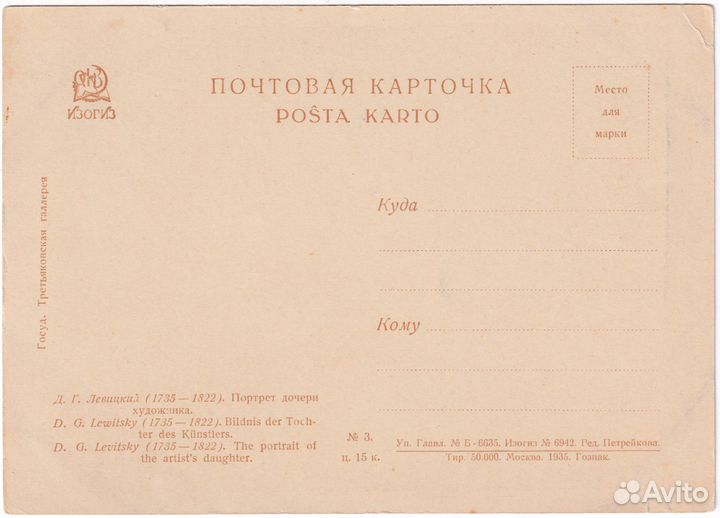 ИЗОГИЗ
ПОЧТОВАЯ КАРТОЧКА
POŜTA KARTO
Место
для
марки
Госуд. Третьяковская галлерея
Куда
Кому
Д. Г. Левицкий (1735 — 1822). Портрет дочери
художника.
D. G. Lewitsky (1735 — 1822). Bildnis der Toch-
ter des Künstlers.
D. G. Levitsky (1735 — 1822). The portrait of
the artist's daughter.
№ 3.
ц. 15 к.
Уп. Главл. № Б - 6635. Изогиз № 6942. Ред. Петрейкова.
Тир. 50.000. Москва. 1935. Гознак.
Avito